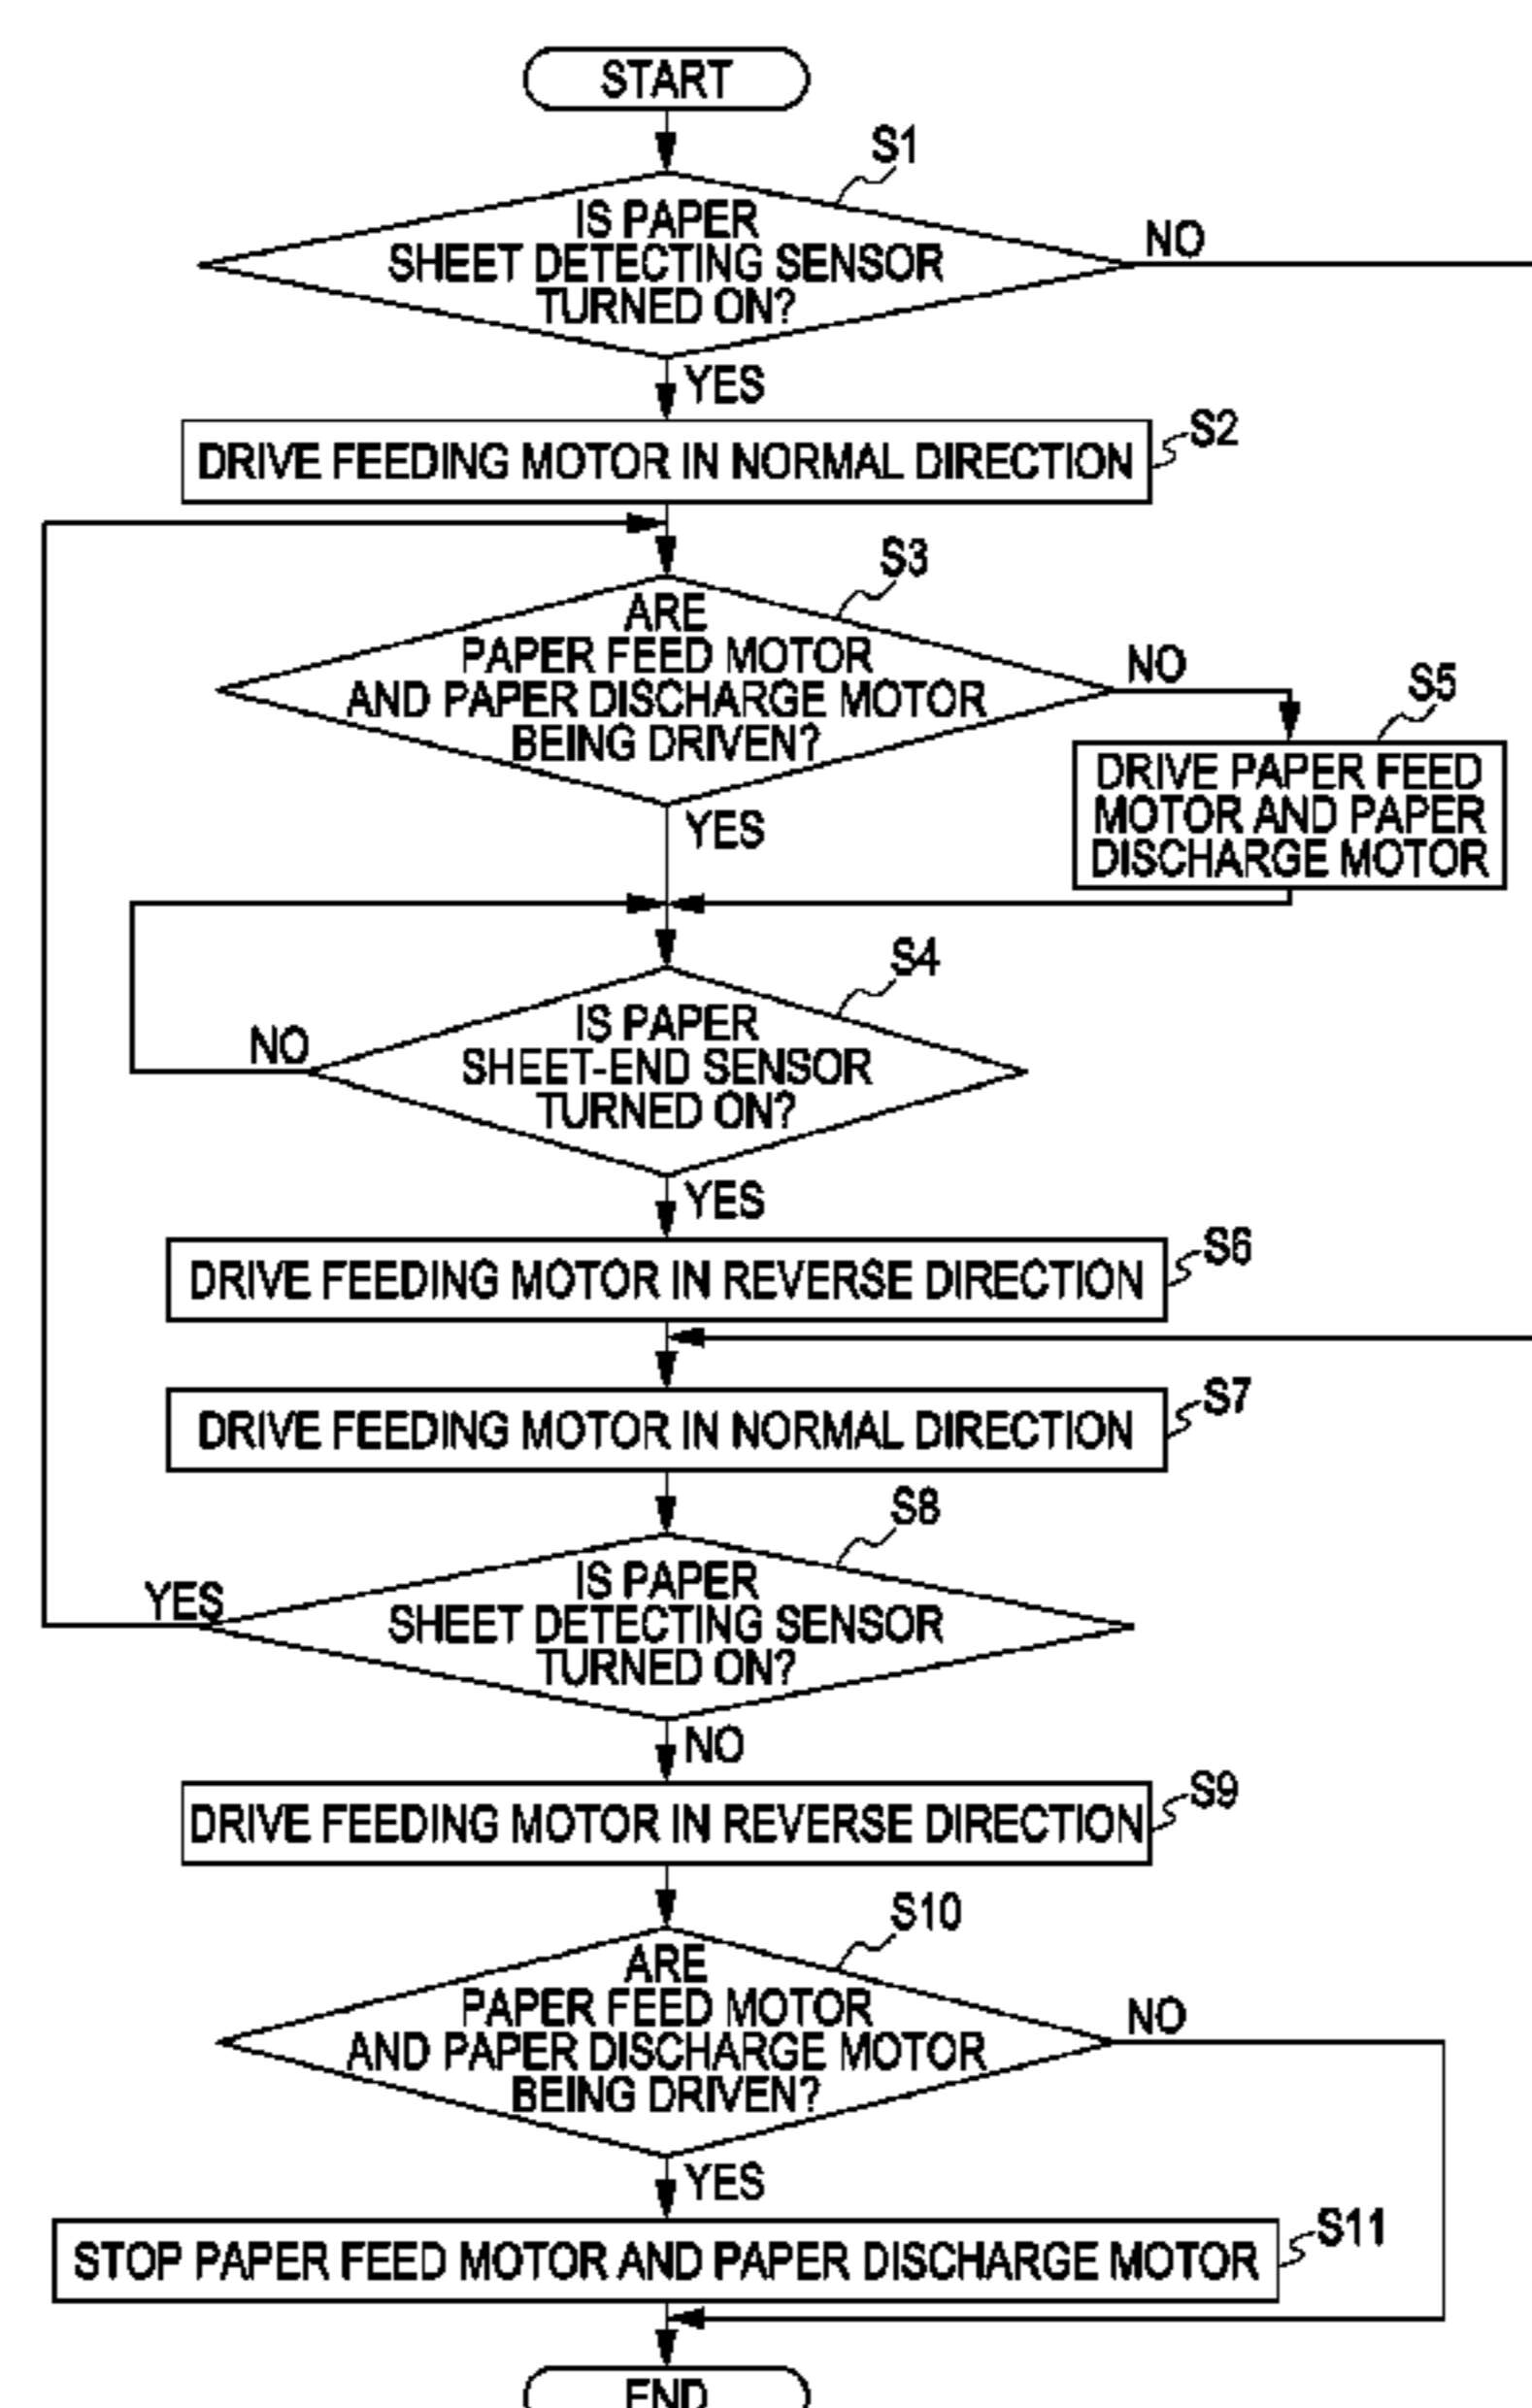 START
S1
IS PAPER
SHEET DETECTING SENSOR
TURNED ON?
NO
YES
DRIVE FEEDING MOTOR IN NORMAL DIRECTION
S2
S3
ARE
PAPER FEED MOTOR
AND PAPER DISCHARGE MOTOR
BEING DRIVEN?
NO
S5
DRIVE PAPER FEED
MOTOR AND PAPER
DISCHARGE MOTOR
YES
S4
IS PAPER
SHEET-END SENSOR
TURNED ON?
NO
YES
DRIVE FEEDING MOTOR IN REVERSE DIRECTION
S6
DRIVE FEEDING MOTOR IN NORMAL DIRECTION
S7
S8
IS PAPER
SHEET DETECTING SENSOR
TURNED ON?
YES
NO
DRIVE FEEDING MOTOR IN REVERSE DIRECTION
S9
S10
ARE
PAPER FEED MOTOR
AND PAPER DISCHARGE MOTOR
BEING DRIVEN?
NO
YES
STOP PAPER FEED MOTOR AND PAPER DISCHARGE MOTOR
S11
END